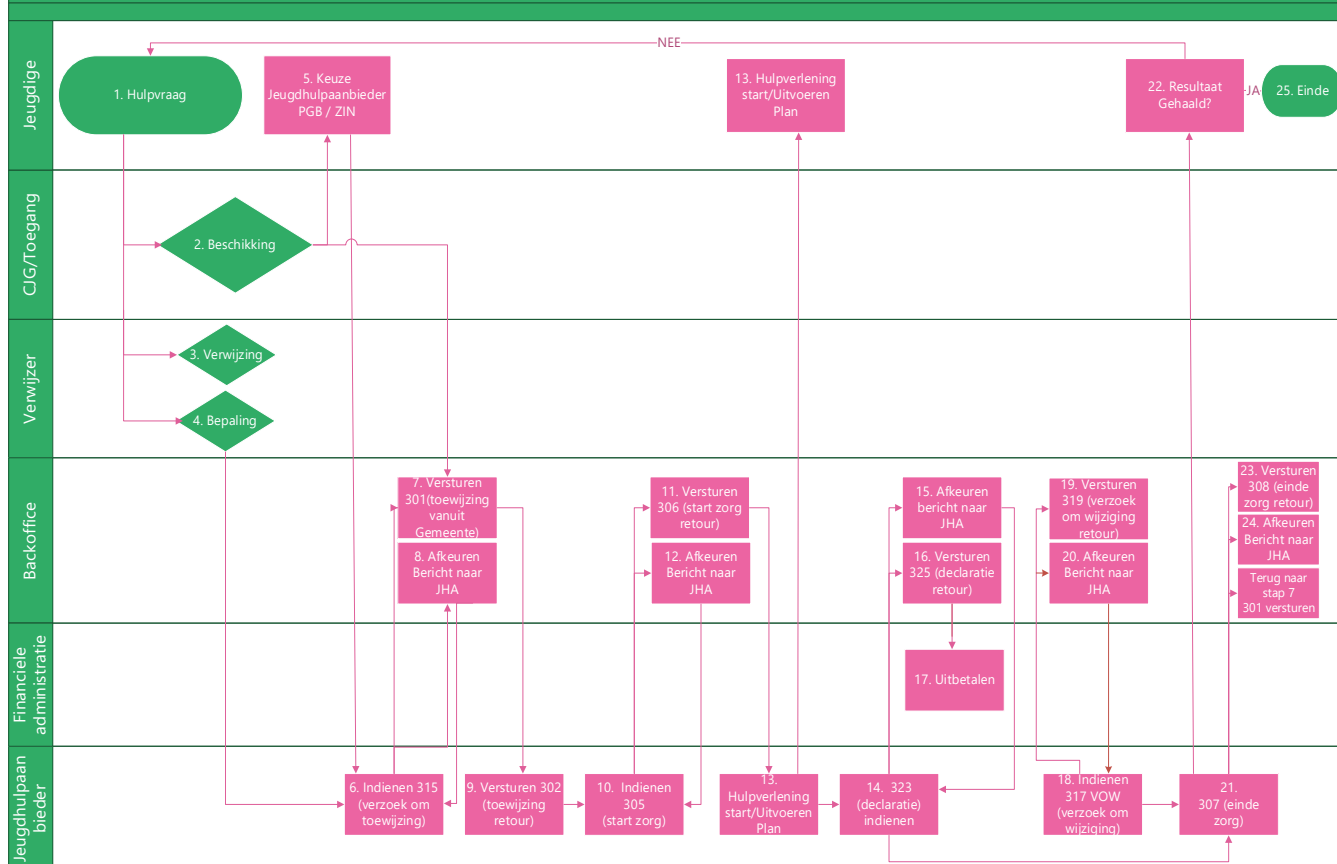 NEE
Jeugdige
1. Hulpvraag
5. Keuze
Jeugdhulpaanbieder
PGB / ZIN
13. Hulpverlening
start/Uitvoeren
Plan
22. Resultaat
Gehaald?
JA
25. Einde
CJG/Toegang
2. Beschikking
Verwijzer
3. Verwijzing
4. Bepaling
Backoffice
7. Versturen
301(toewijzing
vanuit
Gemeente)
8. Afkeuren
Bericht naar
JHA
11. Versturen
306 (start zorg
retour)
12. Afkeuren
Bericht naar
JHA
15. Afkeuren
bericht naar
JHA
16. Versturen
325 (declaratie
retour)
19. Versturen
319 (verzoek
om wijziging
retour)
20. Afkeuren
Bericht naar
JHA
23. Versturen
308 (einde
zorg retour)
24. Afkeuren
Bericht naar
JHA
Terug naar
stap 7
301 versturen
Financiele
administratie
17. Uitbetalen
Jeugdhulpaan
bieder
6. Indienen 315
(verzoek om
toewijzing)
9. Versturen 302
(toewijzing
retour)
10. Indienen
305
(start zorg)
13.
Hulpverlening
start/Uitvoeren
Plan
14. 323
(declaratie)
indienen
18. Indienen
317 VOW
(verzoek om
wijziging)
21.
307 (einde
zorg)